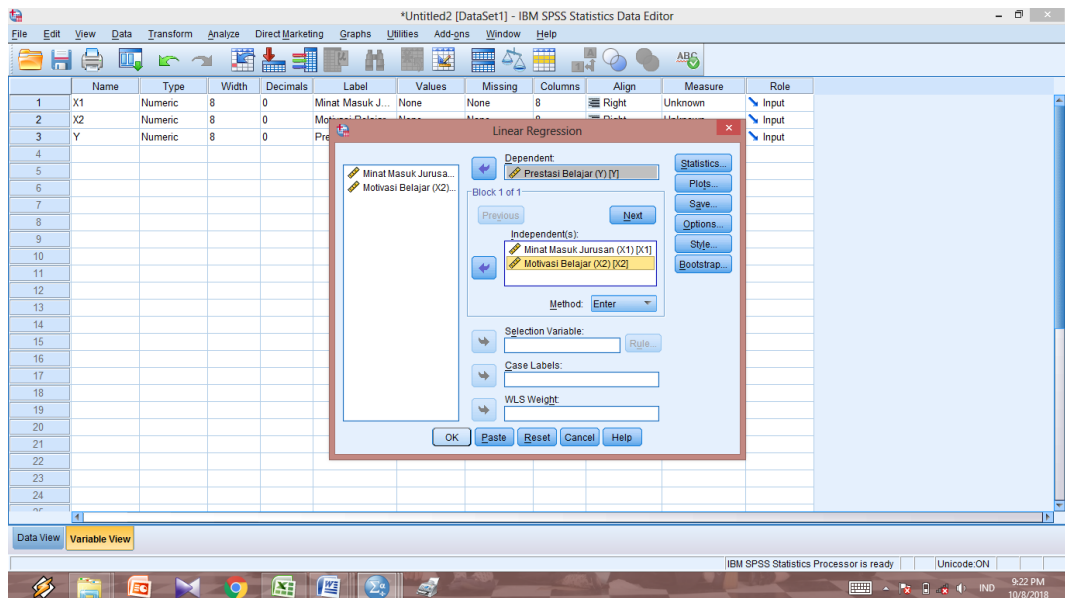 *Untitled2 [DataSet1] - IBM SPSS Statistics Data Editor
File Edit View Data Transform Analyze Direct Marketing Graphs Utilities Add-ons Window Help
Name Type Width Decimals Label Values Missing Columns Align Measure Role
1 X1 Numeric 8 0 Minat Masuk J... None None 8 Right Unknown Input
2 X2 Numeric 8 0 Input
3 Y Numeric 8 0 Pre Input
4
5
6
7
8
9
10
11
12
13
14
15
16
17
18
19
20
21
22
23
24
Linear Regression
Minat Masuk Jurusa...
Motivasi Belajar (X2)...
Dependent:
Prestasi Belajar (Y) [Y]
Block 1 of 1
Previous Next
Independent(s):
Minat Masuk Jurusan (X1) [X1]
Motivasi Belajar (X2) [X2]
Method: Enter
Selection Variable:
Rule...
Case Labels:
WLS Weight:
Statistics...
Plots...
Save...
Options...
Style...
Bootstrap...
OK Paste Reset Cancel Help
Data View Variable View
IBM SPSS Statistics Processor is ready Unicode:ON
IND 9:22 PM
10/8/2018